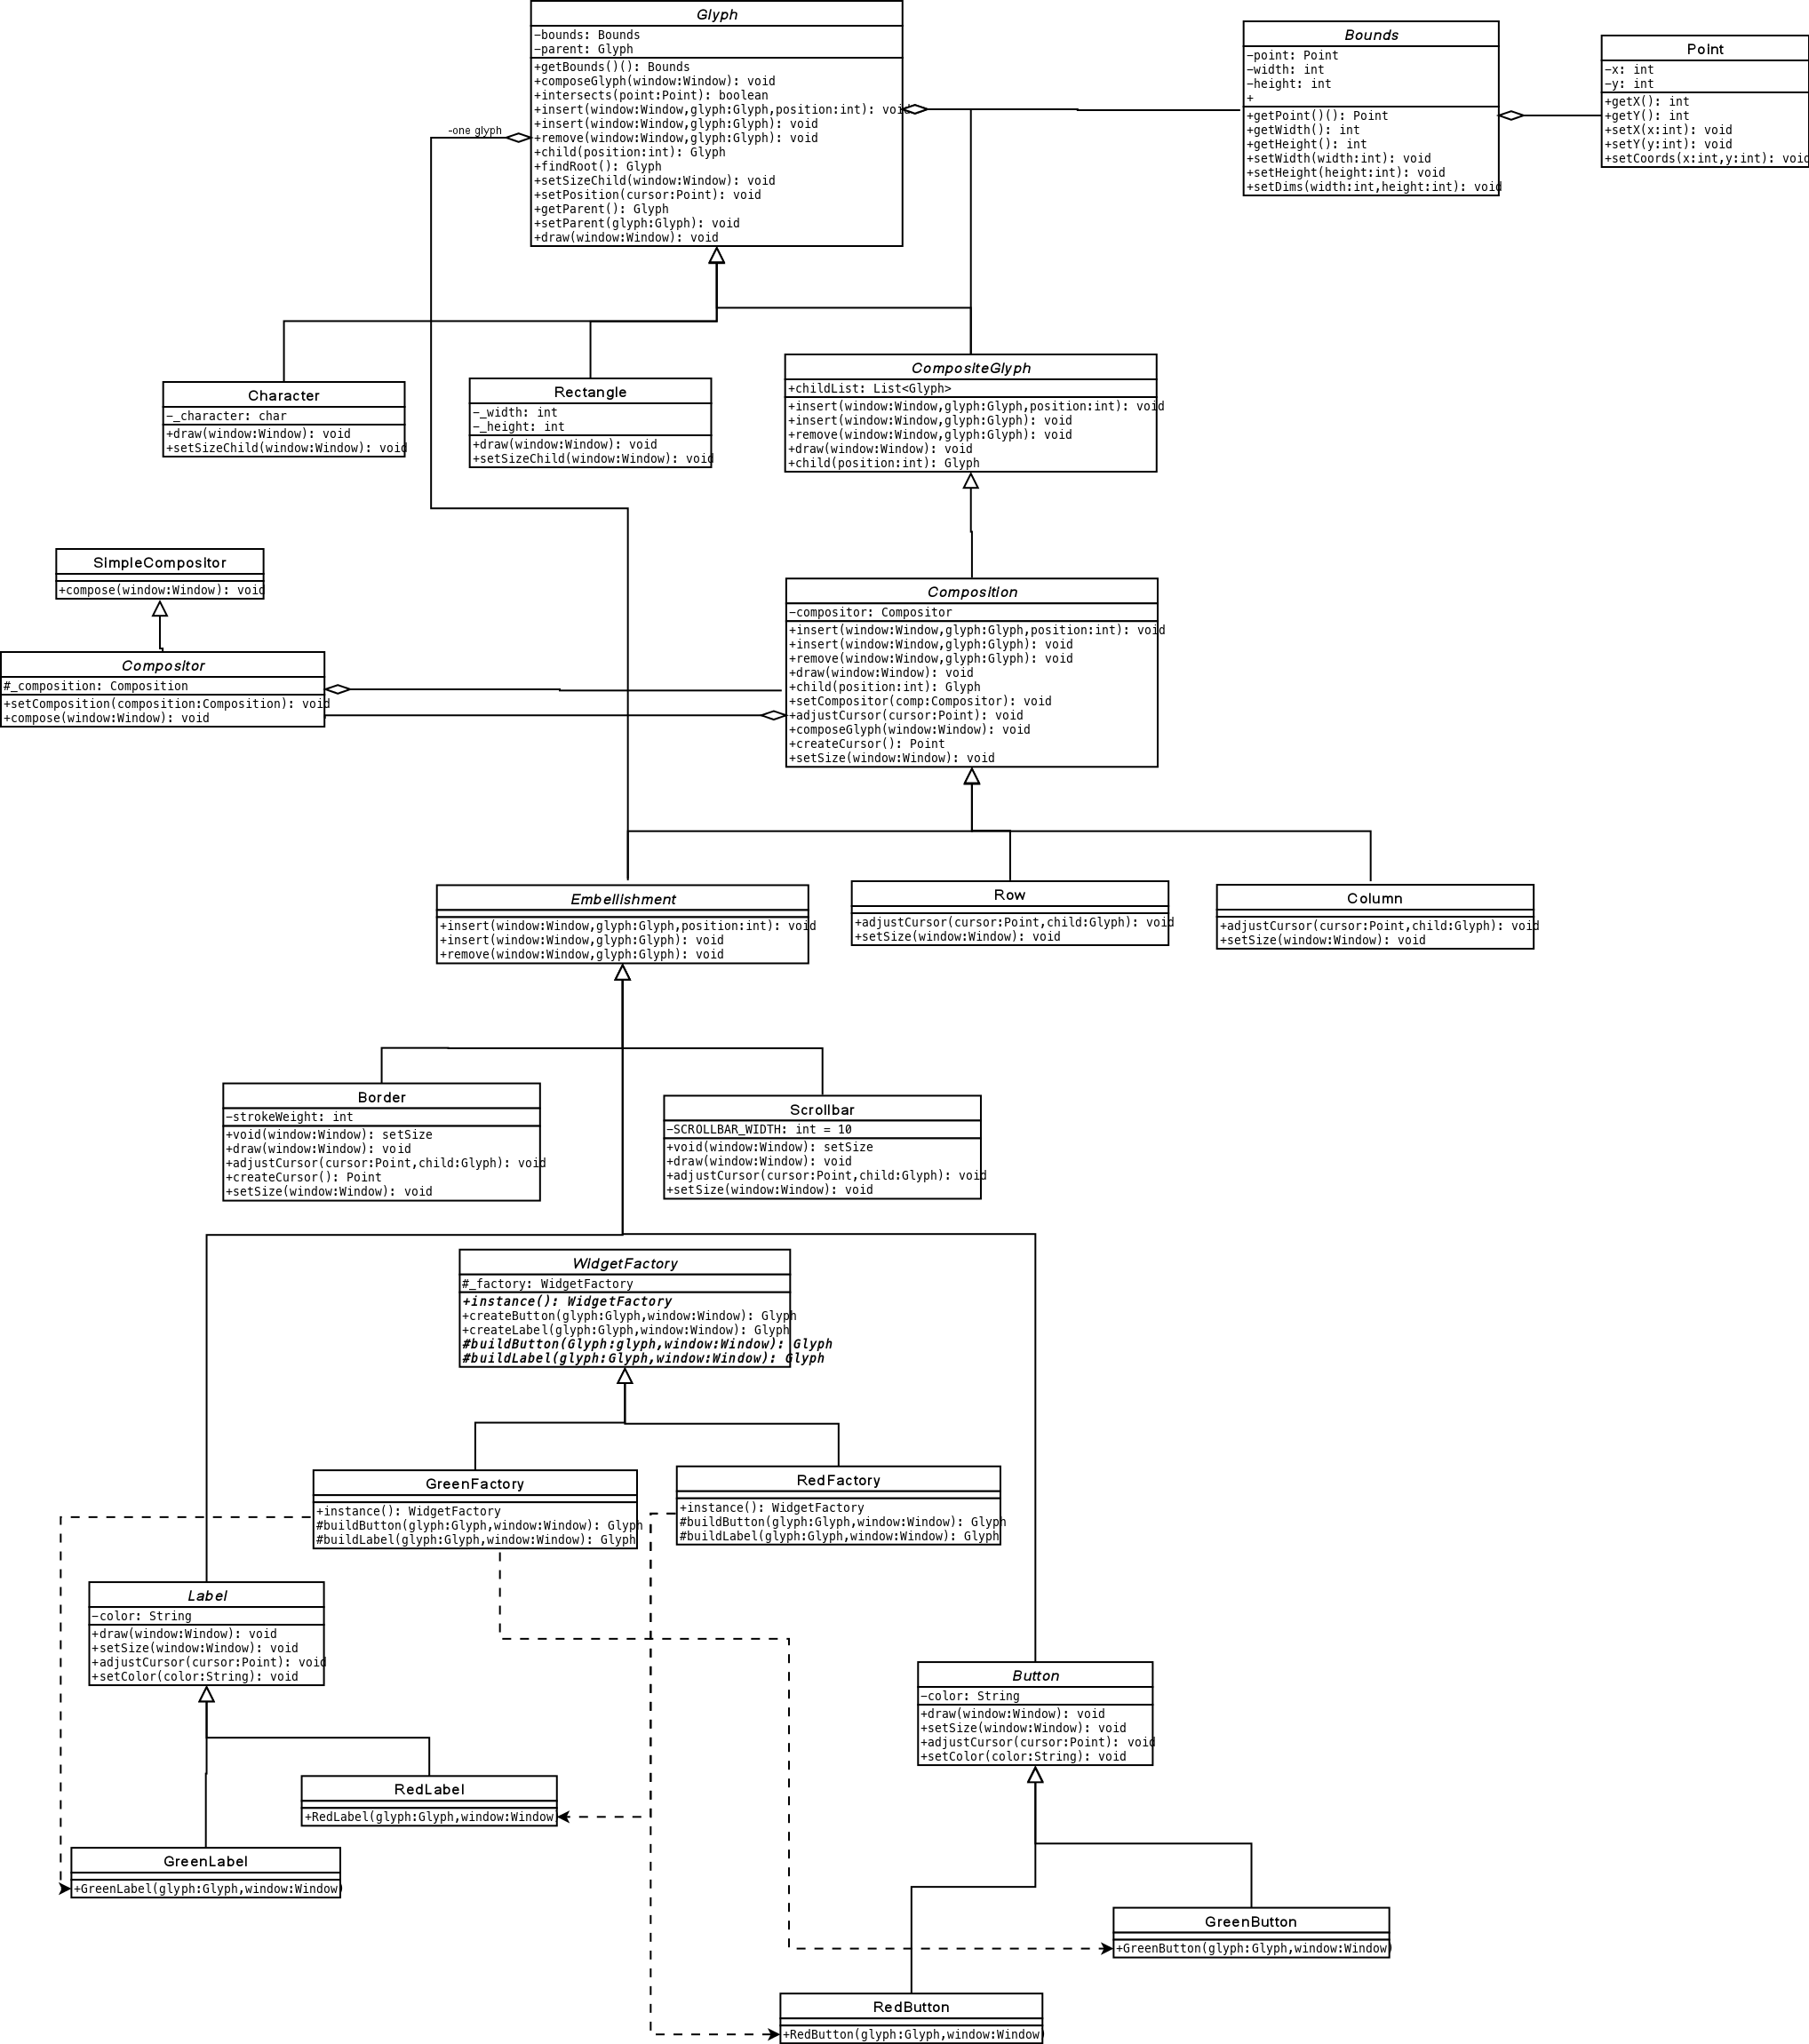 Glyph
-bounds: Bounds
-parent: Glyph
+getBounds()(): Bounds
+composeGlyph(window:Window): void
+intersects(point:Point): boolean
+insert(window:Window,glyph:Glyph,position:int): void
+insert(window:Window,glyph:Glyph): void
+remove(window:Window,glyph:Glyph): void
+child(position:int): Glyph
+findRoot(): Glyph
+setSizeChild(window:Window): void
+setPosition(cursor:Point): void
+getParent(): Glyph
+setParent(glyph:Glyph): void
+draw(window:Window): void
-one glyph
Bounds
-point: Point
-width: int
-height: int
+
+getPoint()(): Point
+getWidth(): int
+getHeight(): int
+setWidth(width:int): void
+setHeight(height:int): void
+setDims(width:int,height:int): void
Point
-x: int
-y: int
+getX(): int
+getY(): int
+setX(x:int): void
+setY(y:int): void
+setCoords(x:int,y:int): void
Character
-_character: char
+draw(window:Window): void
+setSizeChild(window:Window): void
Rectangle
-_width: int
-_height: int
+draw(window:Window): void
+setSizeChild(window:Window): void
CompositeGlyph
+childList: List<Glyph>
+insert(window:Window,glyph:Glyph,position:int): void
+insert(window:Window,glyph:Glyph): void
+remove(window:Window,glyph:Glyph): void
+draw(window:Window): void
+child(position:int): Glyph
SimpleCompositor
+compose(window:Window): void
Compositor
#_composition: Composition
+setComposition(composition:Composition): void
+compose(window:Window): void
Composition
-compositor: Compositor
+insert(window:Window,glyph:Glyph,position:int): void
+insert(window:Window,glyph:Glyph): void
+remove(window:Window,glyph:Glyph): void
+draw(window:Window): void
+child(position:int): Glyph
+setCompositor(comp:Compositor): void
+adjustCursor(cursor:Point): void
+composeGlyph(window:Window): void
+createCursor(): Point
+setSize(window:Window): void
Embellishment
+insert(window:Window,glyph:Glyph,position:int): void
+insert(window:Window,glyph:Glyph): void
+remove(window:Window,glyph:Glyph): void
Row
+adjustCursor(cursor:Point,child:Glyph): void
+setSize(window:Window): void
Column
+adjustCursor(cursor:Point,child:Glyph): void
+setSize(window:Window): void
Border
-strokeWeight: int
+void(window:Window): setSize
+draw(window:Window): void
+adjustCursor(cursor:Point,child:Glyph): void
+createCursor(): Point
+setSize(window:Window): void
Scrollbar
-SCROLLBAR_WIDTH: int = 10
+void(window:Window): setSize
+draw(window:Window): void
+adjustCursor(cursor:Point,child:Glyph): void
+setSize(window:Window): void
WidgetFactory
#_factory: WidgetFactory
+instance(): WidgetFactory
+createButton(glyph:Glyph,window:Window): Glyph
+createLabel(glyph:Glyph,window:Window): Glyph
#buildButton(Glyph:glyph,window:Window): Glyph
#buildLabel(glyph:Glyph,window:Window): Glyph
GreenFactory
+instance(): WidgetFactory
#buildButton(glyph:Glyph,window:Window): Glyph
#buildLabel(glyph:Glyph,window:Window): Glyph
RedFactory
+instance(): WidgetFactory
#buildButton(glyph:Glyph,window:Window): Glyph
#buildLabel(glyph:Glyph,window:Window): Glyph
Label
-color: String
+draw(window:Window): void
+setSize(window:Window): void
+adjustCursor(cursor:Point): void
+setColor(color:String): void
Button
-color: String
+draw(window:Window): void
+setSize(window:Window): void
+adjustCursor(cursor:Point): void
+setColor(color:String): void
RedLabel
+RedLabel(glyph:Glyph,window:Window)
GreenLabel
+GreenLabel(glyph:Glyph,window:Window)
GreenButton
+GreenButton(glyph:Glyph,window:Window)
RedButton
+RedButton(glyph:Glyph,window:Window)